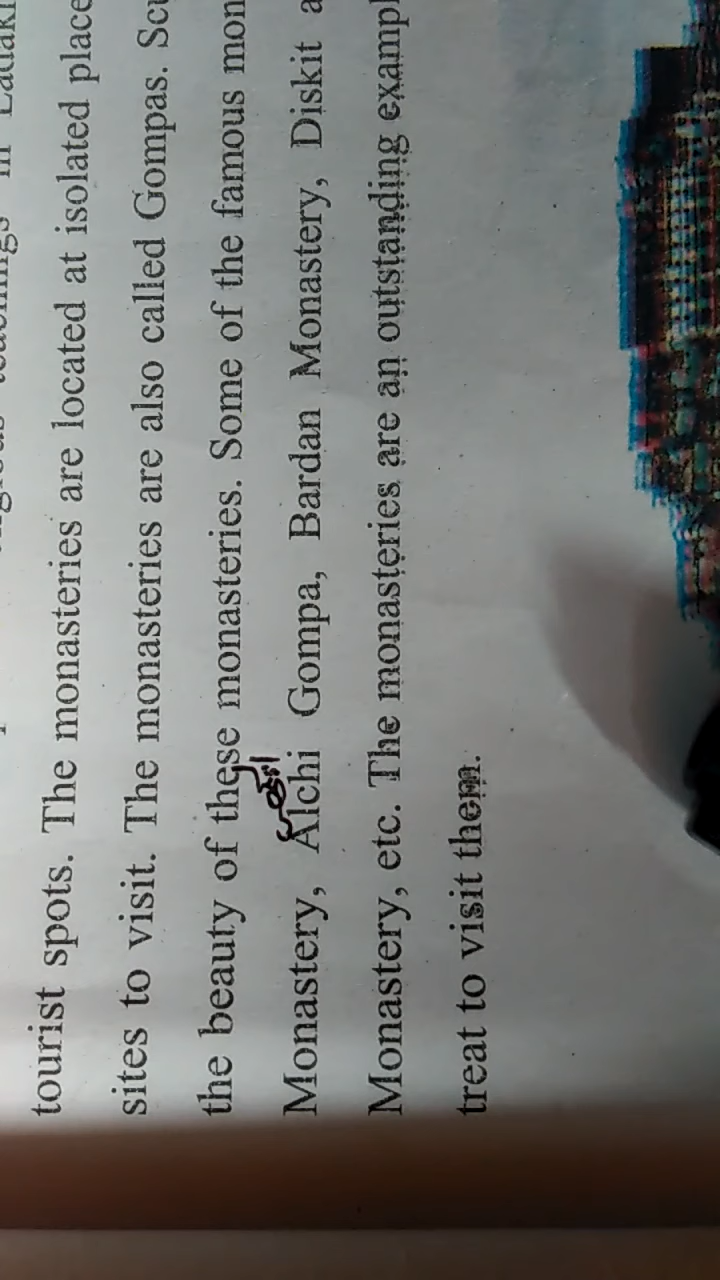 tourist spots. The monasteries are located at isolated place
sites to visit. The monasteries are also called Gompas.
the beauty of these monasteries. Some of the famous mon
Monastery, Alchi Gompa, Bardan Monastery, Diskit a
Monastery, etc. The monasteries are an outstanding exampl
treat to visit them.